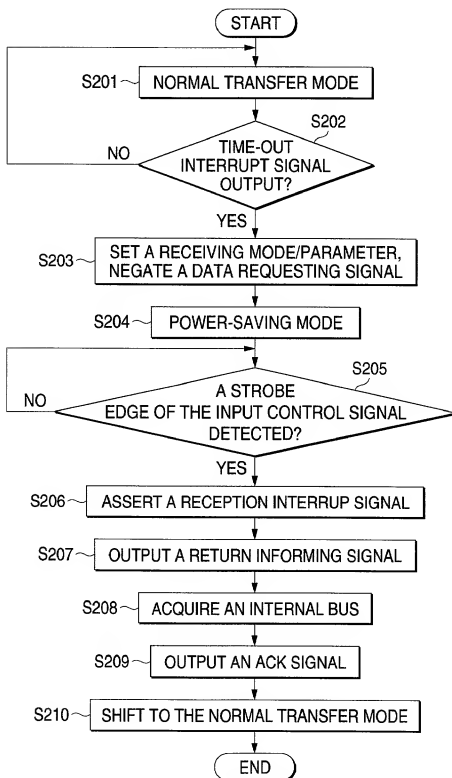 START
S201
NORMAL TRANSFER MODE
S202
TIME-OUT
INTERRUPT SIGNAL
OUTPUT?
NO
YES
S203
SET A RECEIVING MODE/PARAMETER,
NEGATE A DATA REQUESTING SIGNAL
S204
POWER-SAVING MODE
S205
A STROBE
EDGE OF THE INPUT CONTROL SIGNAL
DETECTED?
NO
YES
S206
ASSERT A RECEPTION INTERRUP SIGNAL
S207
OUTPUT A RETURN INFORMING SIGNAL
S208
ACQUIRE AN INTERNAL BUS
S209
OUTPUT AN ACK SIGNAL
S210
SHIFT TO THE NORMAL TRANSFER MODE
END